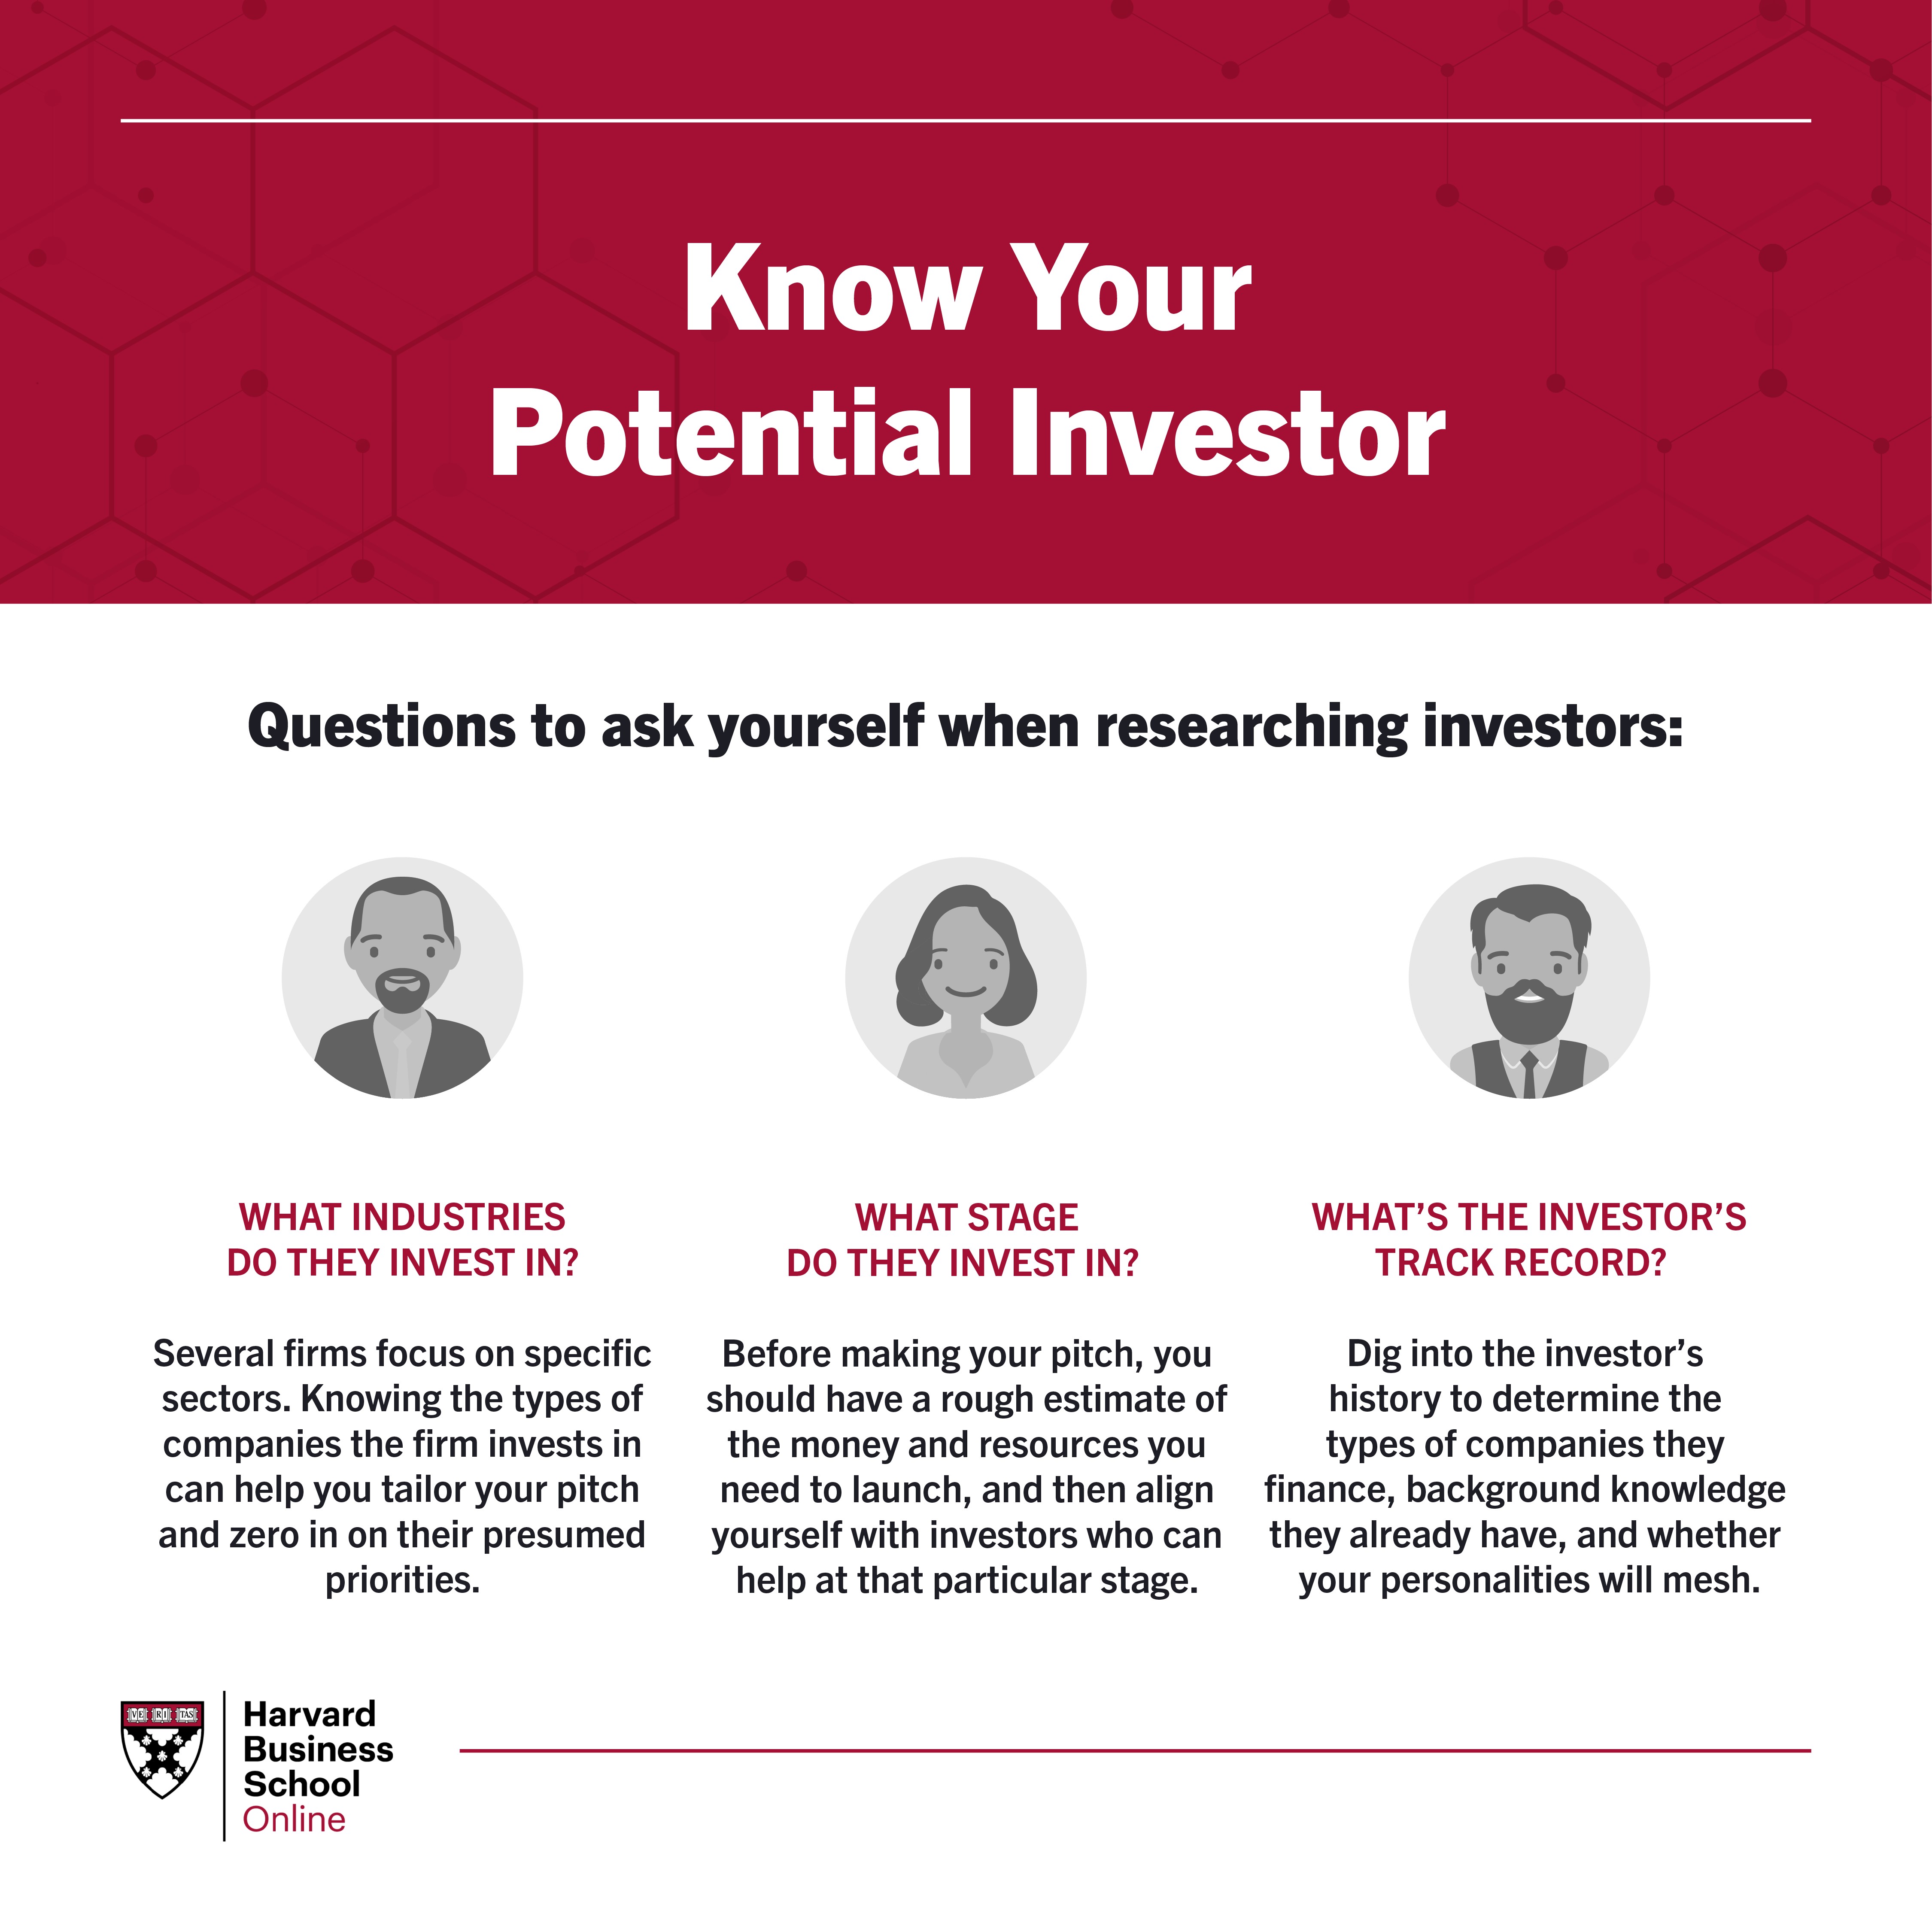 Know Your
Potential Investor
Questions to ask yourself when researching investors:
WHAT INDUSTRIES
DO THEY INVEST IN?
Several firms focus on specific
sectors. Knowing the types of
companies the firm invests in
can help you tailor your pitch
and zero in on their presumed
priorities.
WHAT STAGE
DO THEY INVEST IN?
Before making your pitch, you
should have a rough estimate of
the money and resources you
need to launch, and then align
yourself with investors who can
help at that particular stage.
WHAT’S THE INVESTOR’S
TRACK RECORD?
Dig into the investor’s
history to determine the
types of companies they
finance, background knowledge
they already have, and whether
your personalities will mesh.
VE RI TAS
Harvard
Business
School
Online